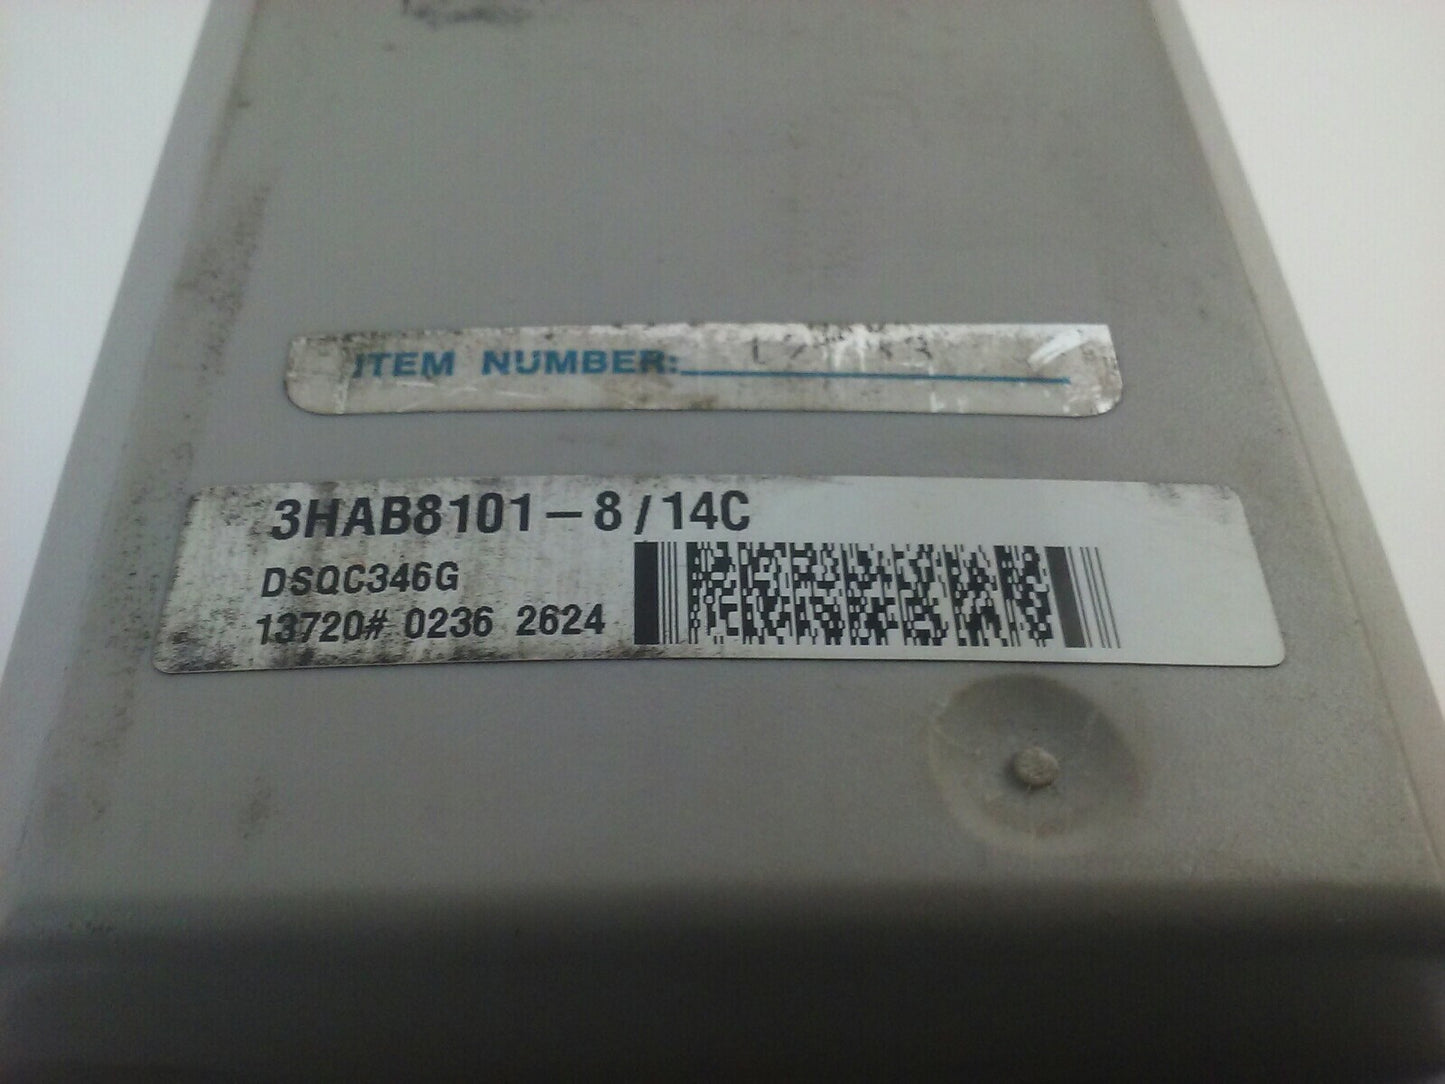 ITEM NUMBER:
3HAB8101-8/14C
DSQC346G
13720# 0236 2624